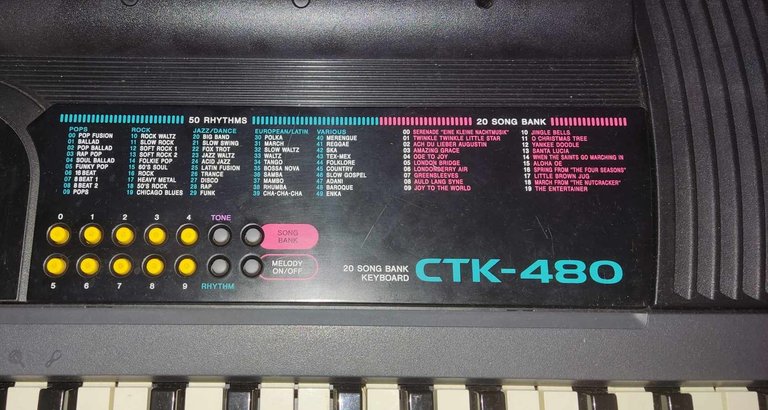 50 RHYTHMS
20 SONG BANK
POPS
00 POP FUSION
01 BALLAD
02 POP BALLAD
03 RAP POP
04 SOUL BALLAD
05 FUNKY POP
06 16 BEAT
07 8 BEAT 1
08 8 BEAT 2
09 POPS
ROCK
10 ROCK WALTZ
11 SLOW ROCK
12 SOFT ROCK 1
13 SOFT ROCK 2
14 FOLKIE POP
15 60'S SOUL
16 ROCK
17 HEAVY METAL
18 50'S ROCK
19 CHICAGO BLUES
JAZZ/DANCE
20 BIG BAND
21 SLOW SWING
22 FOX TROT
23 JAZZ WALTZ
24 ACID JAZZ
25 LATIN FUSION
26 TRANCE
27 DISCO
28 RAP
29 FUNK
EUROPEAN/LATIN
30 POLKA
31 MARCH
32 SLOW WALTZ
33 WALTZ
34 TANGO
35 BOSSA NOVA
36 SAMBA
37 MAMBO
38 RHUMBA
39 CHA-CHA-CHA
VARIOUS
40 MERENGUE
41 REGGAE
42 SKA
43 TEX-MEX
44 FOLKLORE
45 COUNTRY
46 SLOW GOSPEL
47 ARABIC
48 BAROQUE
49 ENKA
00 SERENADE "EINE KLEINE NACHTMUSIK"
01 TWINKLE TWINKLE LITTLE STAR
02 ACH DU LIEBER AUGUSTIN
03 AMAZING GRACE
04 ODE TO JOY
05 LONDON BRIDGE
06 LONDONDERRY AIR
07 GREENSLEEVES
08 AULD LANG SYNE
09 JOY TO THE WORLD
10 JINGLE BELLS
11 O CHRISTMAS TREE
12 YANKEE DOODLE
13 SANTA LUCIA
14 WHEN THE SAINTS GO MARCHING IN
15 ALOHA OE
16 SPRING FROM "THE FOUR SEASONS"
17 LITTLE BROWN JUG
18 MARCH FROM "THE NUTCRACKER"
19 THE ENTERTAINER
0 1 2 3 4 TONE
SONG
BANK
MELODY
ON/OFF
5 6 7 8 9 RHYTHM
20 SONG BANK
KEYBOARD
CTK-480